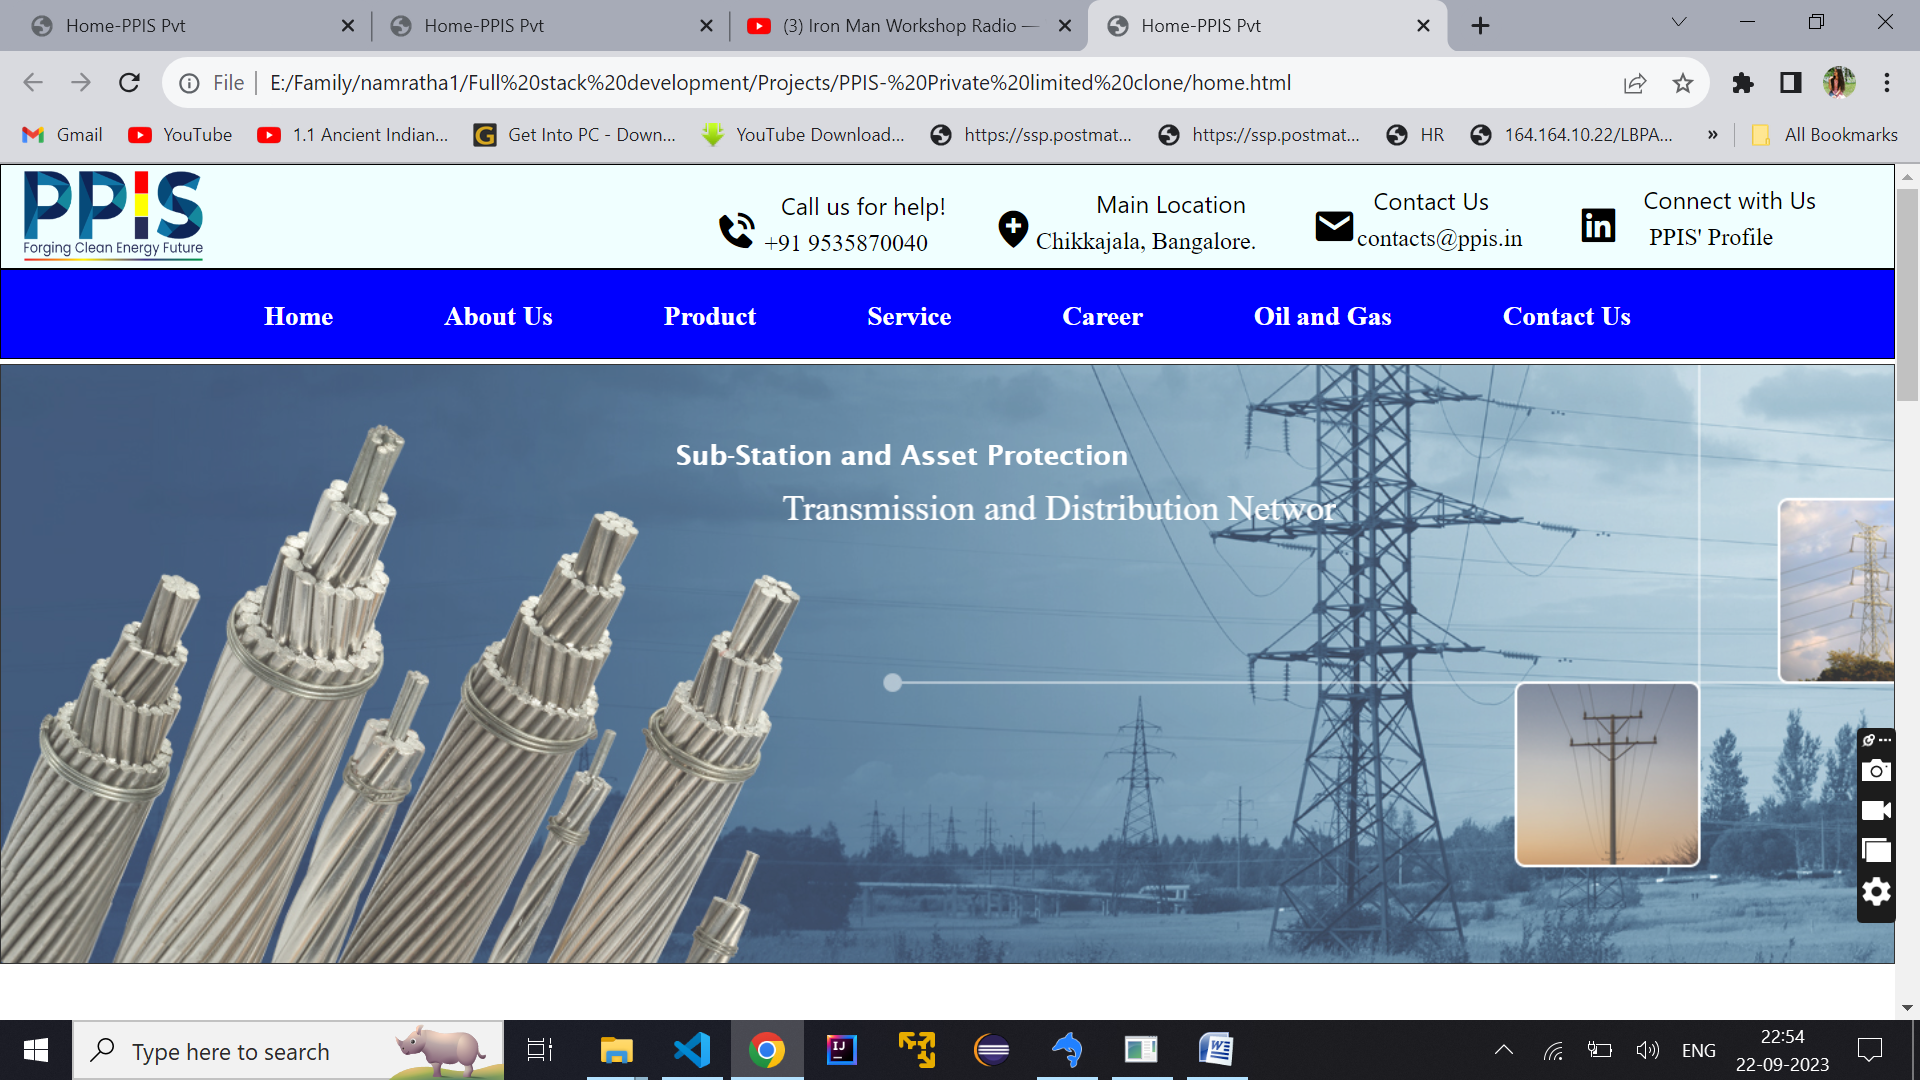 Home-PPIS Pvt
Home-PPIS Pvt
(3) Iron Man Workshop Radio —
Home-PPIS Pvt
File
E:/Family/namratha1/Full%20stack%20development/Projects/PPIS-%20Private%20limited%20clone/home.html
Gmail
YouTube
1.1 Ancient Indian...
Get Into PC - Down...
YouTube Download...
https://ssp.postmat...
https://ssp.postmat...
HR
164.164.10.22/LBPA...
»
All Bookmarks
PPIS
Forging Clean Energy Future
Call us for help!
+91 9535870040
Main Location
Chikkajala, Bangalore.
Contact Us
contacts@ppis.in
Connect with Us
PPIS' Profile
Home
About Us
Product
Service
Career
Oil and Gas
Contact Us
Sub-Station and Asset Protection
Transmission and Distribution Networ
Type here to search
ENG
22:54
22-09-2023